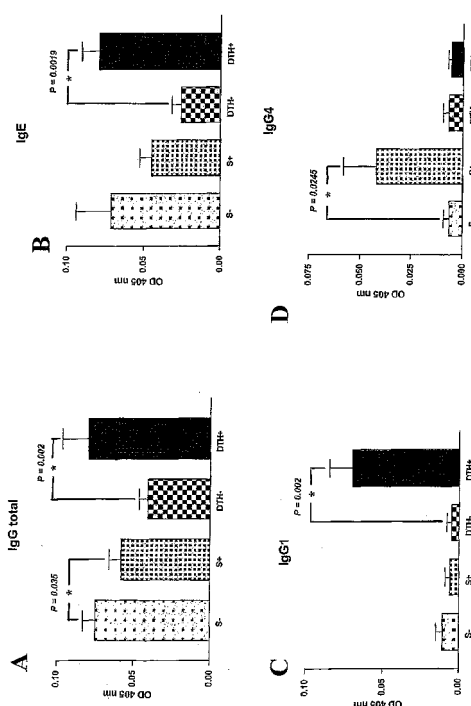 A
IgG total
P = 0.035
*
P = 0.002
*
0.10
0.05
0.00
OD 405 nm
S-
S+
DTH-
DTH+
B
IgE
P = 0.0019
*
0.10
0.05
0.00
OD 405 nm
S-
S+
DTH-
DTH+
C
IgG1
P = 0.002
*
0.10
0.05
0.00
OD 405 nm
S-
S+
DTH-
DTH+
D
IgG4
P = 0.0245
*
0.075
0.050
0.025
0.000
OD 405 nm